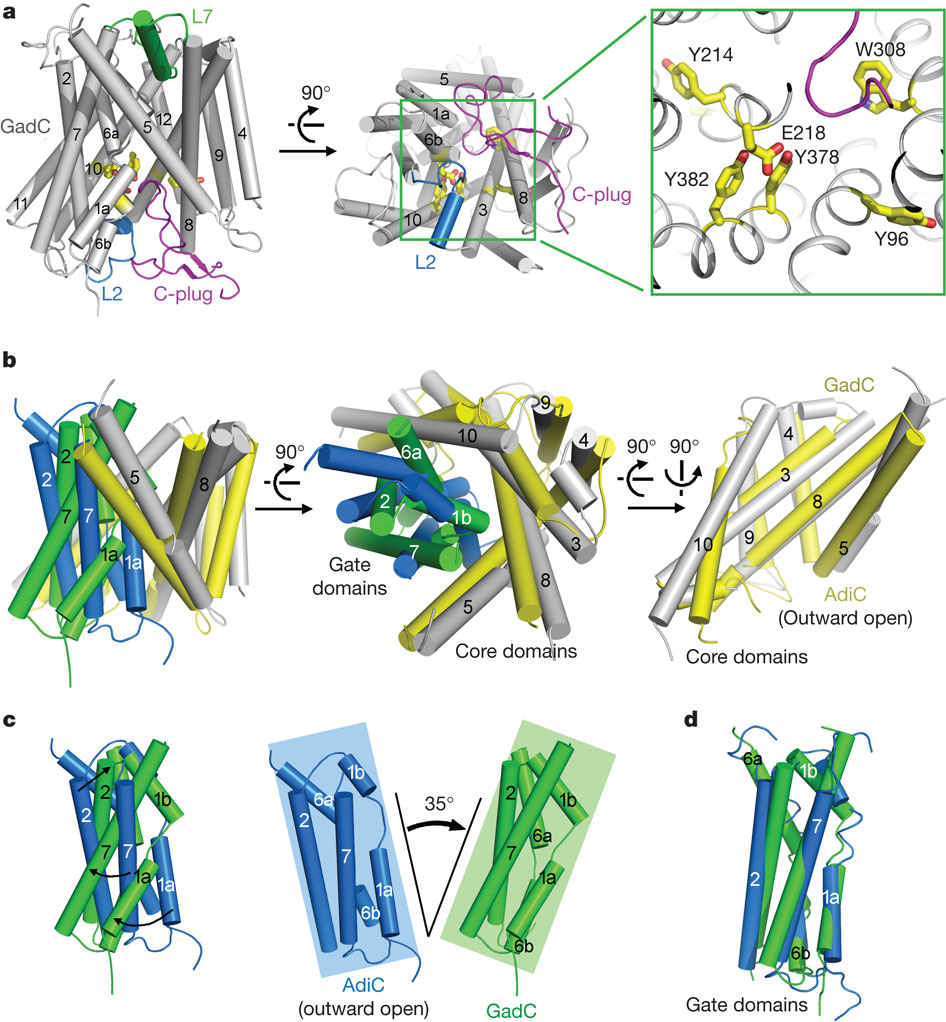 a
L7
2
GadC
7
6a
5
12
4
9
10
11
1a
6b
8
L2
C-plug
90°
5
1a
6b
10
3
8
C-plug
L2
Y214
W308
E218
Y378
Y382
Y96
b
2
2
5
8
7
7
1a
1a
90°
9
10
4
6a
2
1b
7
3
5
8
Gate
domains
Core domains
90° 90°
GadC
4
3
8
10
9
5
AdiC
(Outward open)
Core domains
c
2
2
1b
7
7
1a
1a
1b
6a
2
7
1a
6b
AdiC
(outward open)
35°
2
1b
7
6a
1a
6b
GadC
d
6a
1b
7
2
1a
6b
Gate domains